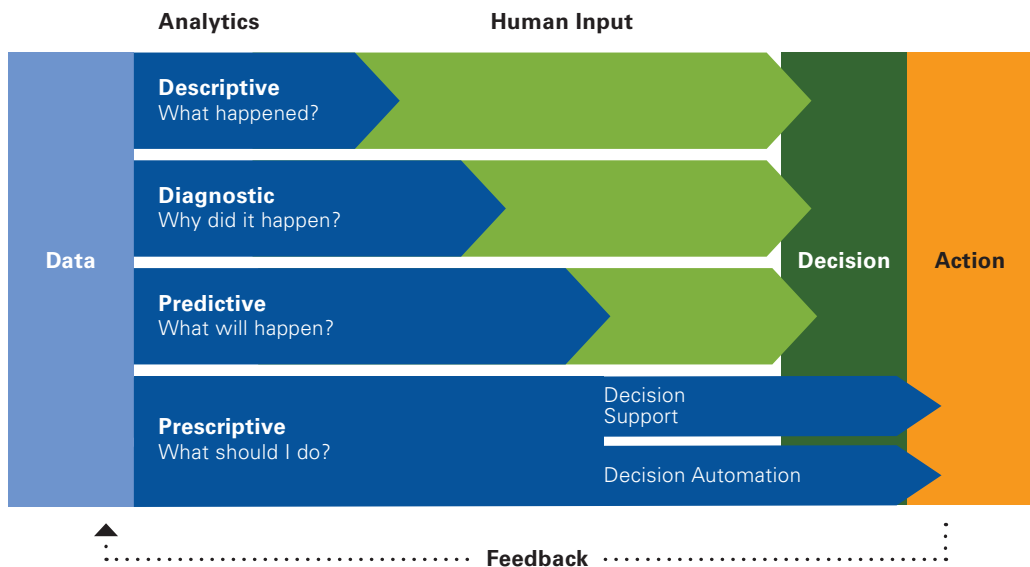 Analytics
Human Input
Descriptive
What happened?
Diagnostic
Why did it happen?
Data
Decision
Action
Predictive
What will happen?
Prescriptive
What should I do?
Decision
Support
Decision Automation
Feedback